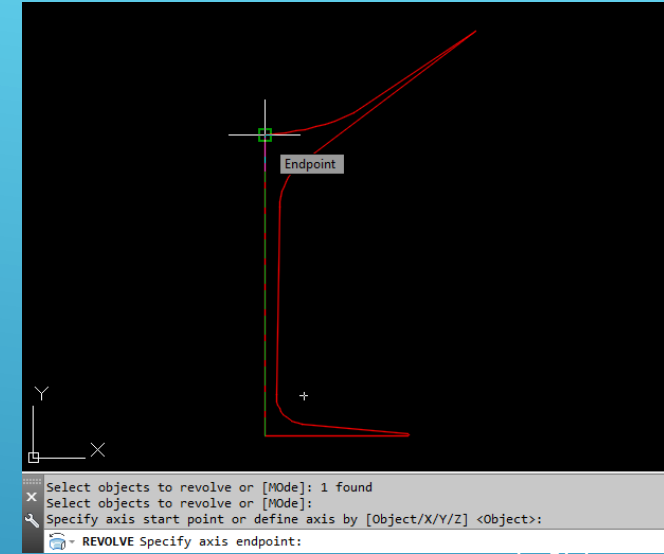 Endpoint
Y
X
Select objects to revolve or [MOde]: 1 found
Select objects to revolve or [MOde]:
Specify axis start point or define axis by [Object/X/Y/Z] <Object>:
REVOLVE Specify axis endpoint: